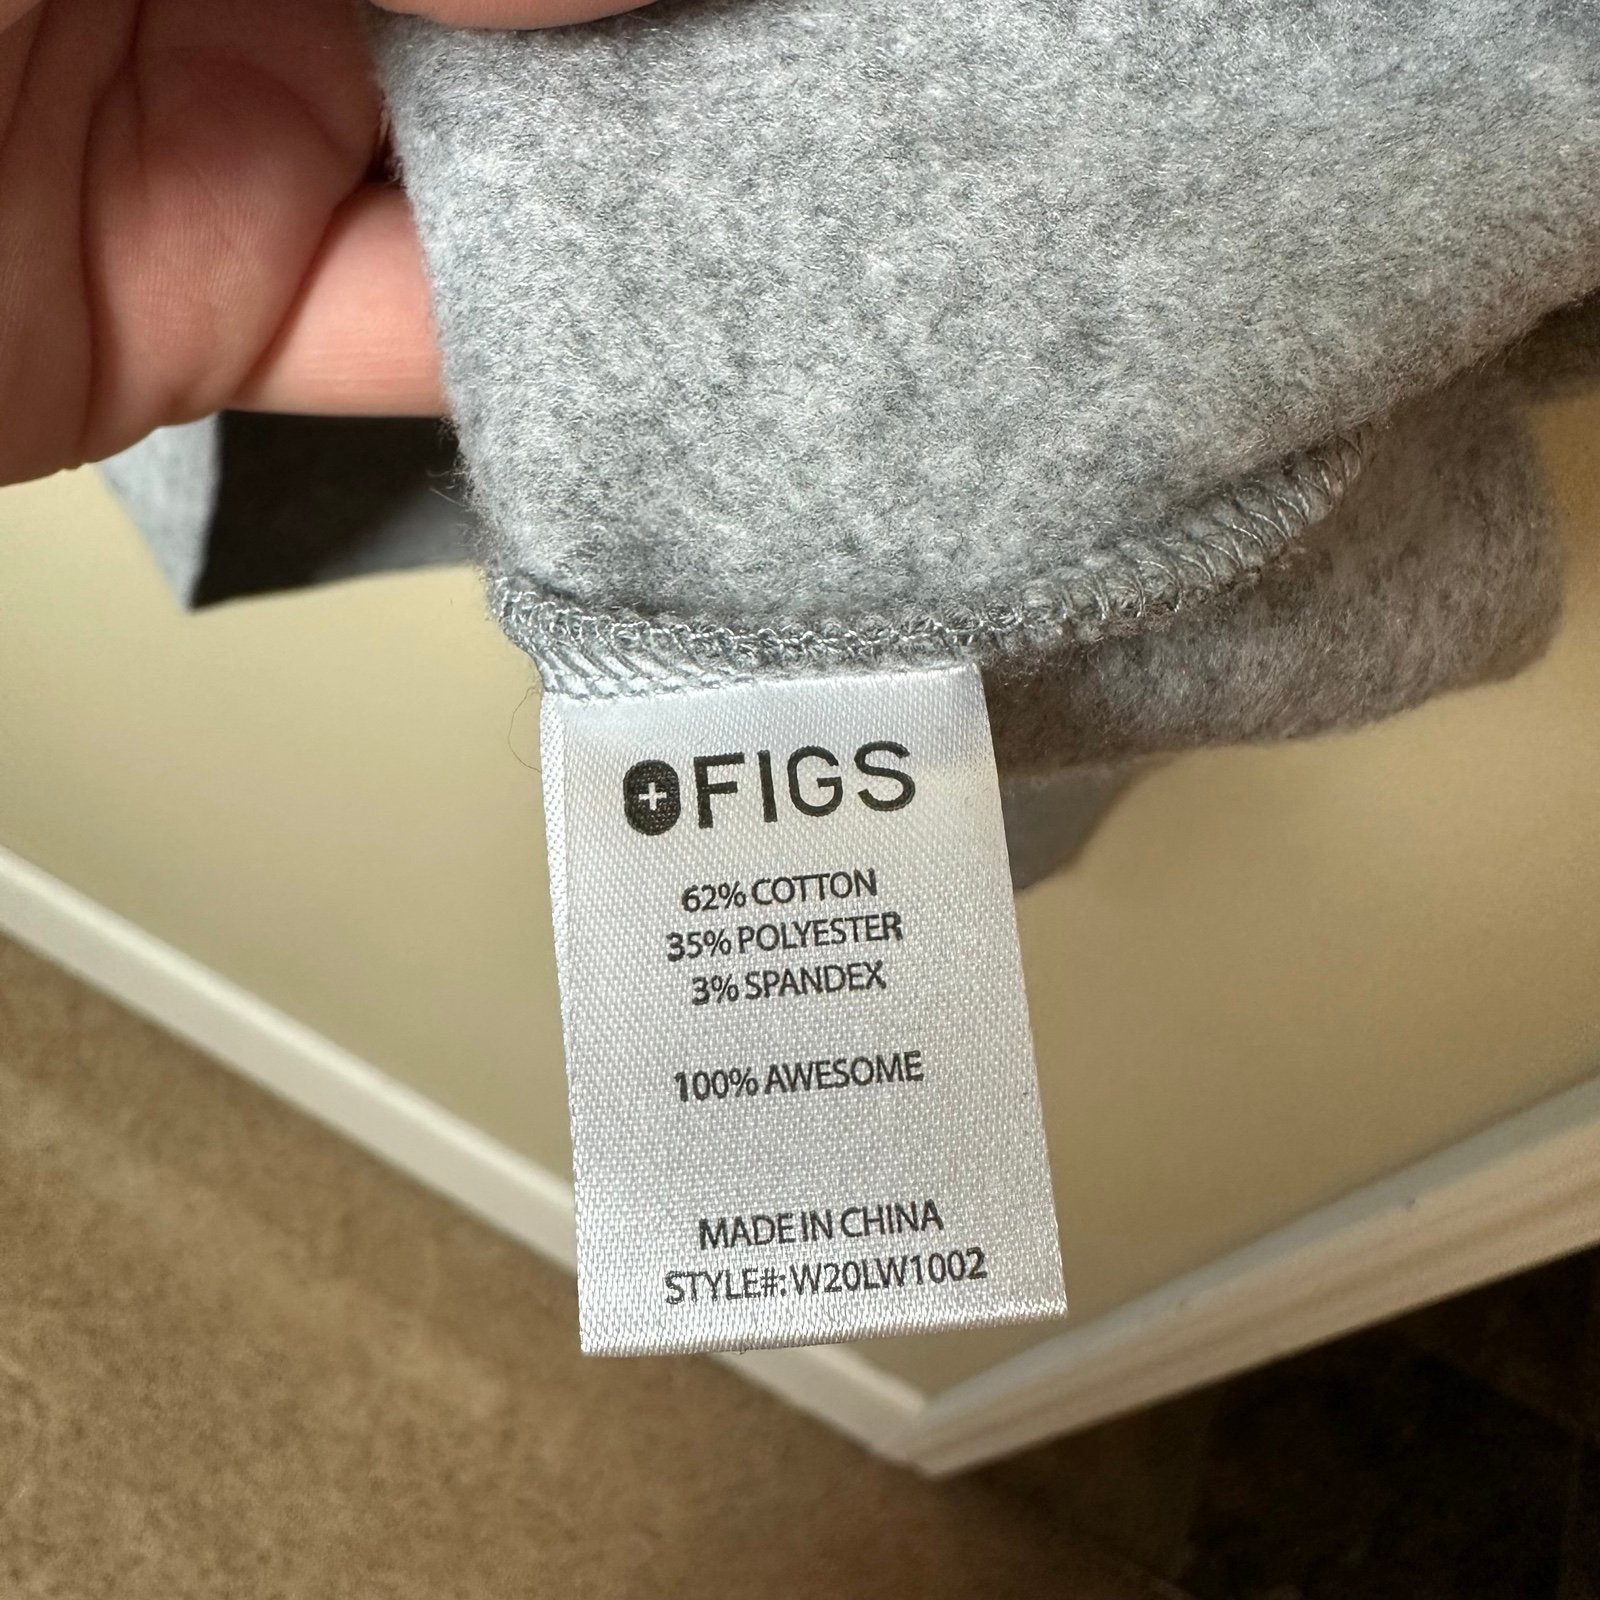 FIGS
62% COTTON
35% POLYESTER
3% SPANDEX
100% AWESOME
MADE IN CHINA
STYLE#: W20LW1002